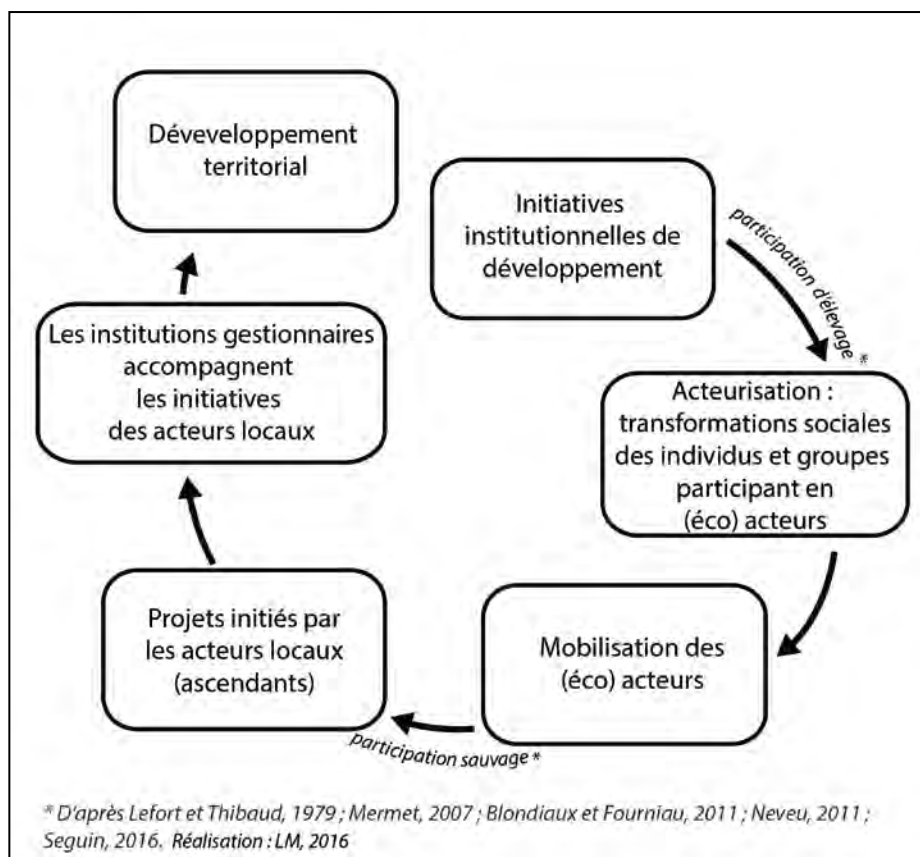 Déveveloppement
territorial
Initiatives
institutionnelles de
développement
participation d'élevage *
Acteurisation :
transformations sociales
des individus et groupes
participant en
(éco) acteurs
Mobilisation des
(éco) acteurs
participation sauvage *
Projets initiés par
les acteurs locaux
(ascendants)
Les institutions gestionnaires
accompagnent
les initiatives
des acteurs locaux
* D'après Lefort et Thibaud, 1979 ; Mermet, 2007 ; Blondiaux et Fourniau, 2011 ; Neveu, 2011 ;
Seguin, 2016. Réalisation : LM, 2016